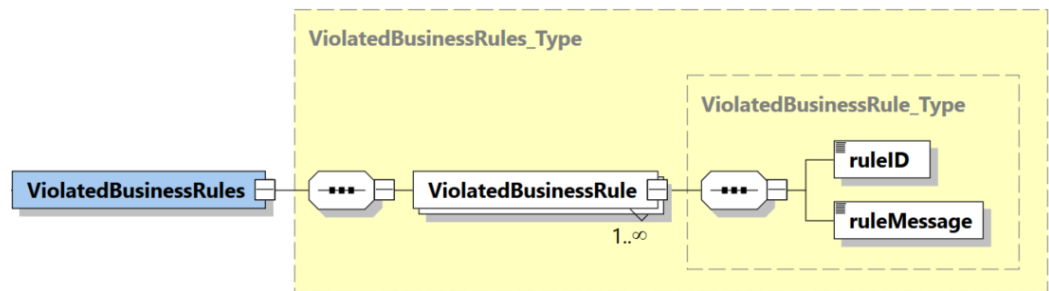 ViolatedBusinessRules_Type
ViolatedBusinessRule_Type
ruleID
ViolatedBusinessRules
ViolatedBusinessRule
ruleMessage
1..∞